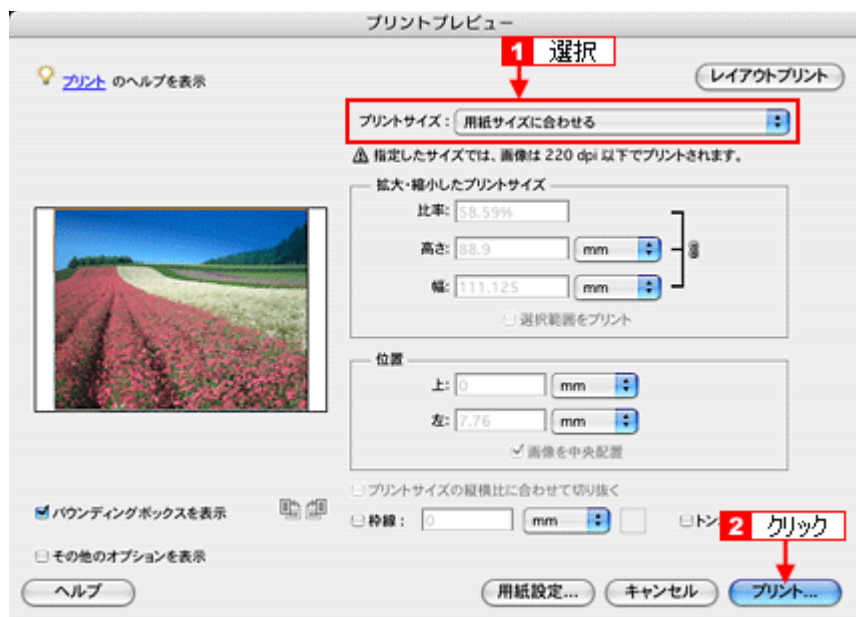 プリントプレビュー
1 選択
プリント のヘルプを表示
レイアウトプリント
プリントサイズ： 用紙サイズに合わせる
指定したサイズでは、画像は 220 dpi 以下でプリントされます。
拡大・縮小したプリントサイズ
比率: 58.59%
高さ: 88.9 mm
幅: 111.125 mm
選択範囲をプリント
位置
上: 0 mm
左: 7.76 mm
画像を中央配置
プリントサイズの縦横比に合わせて切り抜く
バウンディングボックスを表示
枠線： 0 mm
トン
2 クリック
その他のオプションを表示
ヘルプ
用紙設定...
キャンセル
プリント...